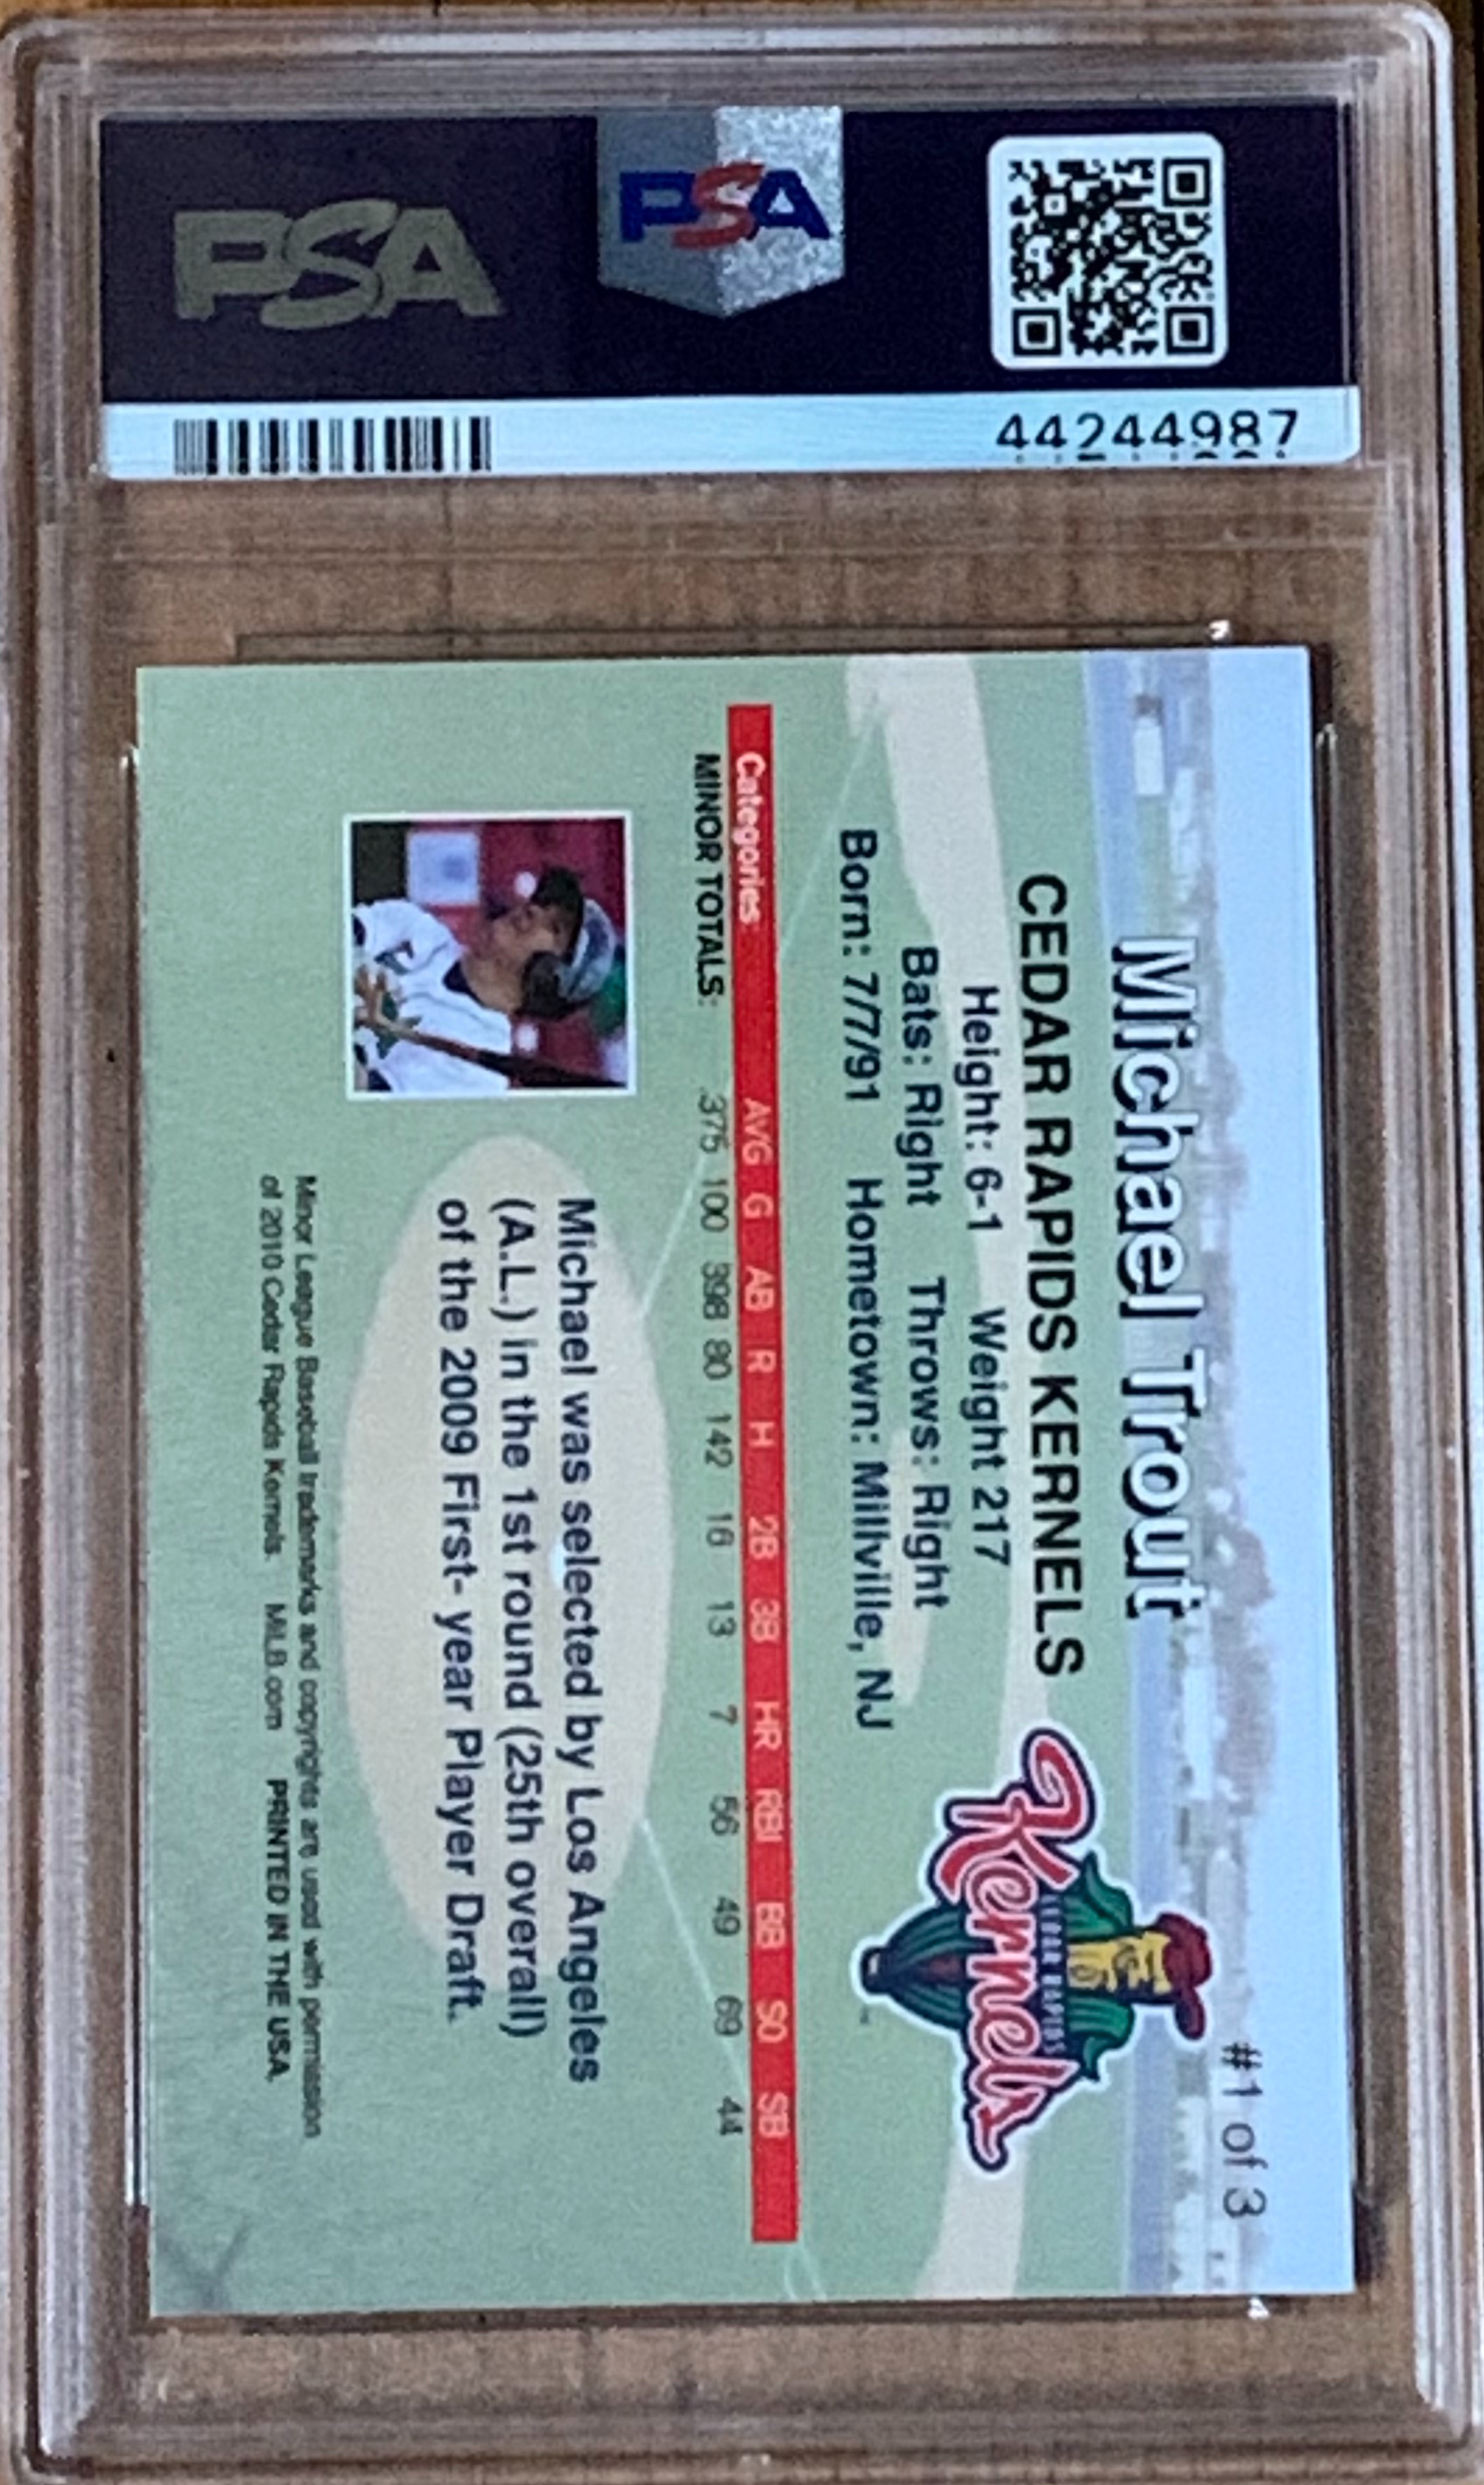 PSA
PSA
44244987
#1 of 3
Michael Trout
CEDAR RAPIDS KERNELS
Height: 6-1 Weight 217
Bats: Right Throws: Right
Born: 7/7/91 Hometown: Millville, NJ
CEDAR RAPIDS
Kernels
Categories: AVG G AB R H 2B 3B HR RBI BB SO SB
MINOR TOTALS: .375 100 398 80 142 16 13 7 56 49 69 44
Michael was selected by Los Angeles
(A.L.) in the 1st round (25th overall)
of the 2009 First- year Player Draft.
Minor League Baseball trademarks and copyrights are used with permission
of 2010 Cedar Rapids Kernels. MiLB.com PRINTED IN THE USA.